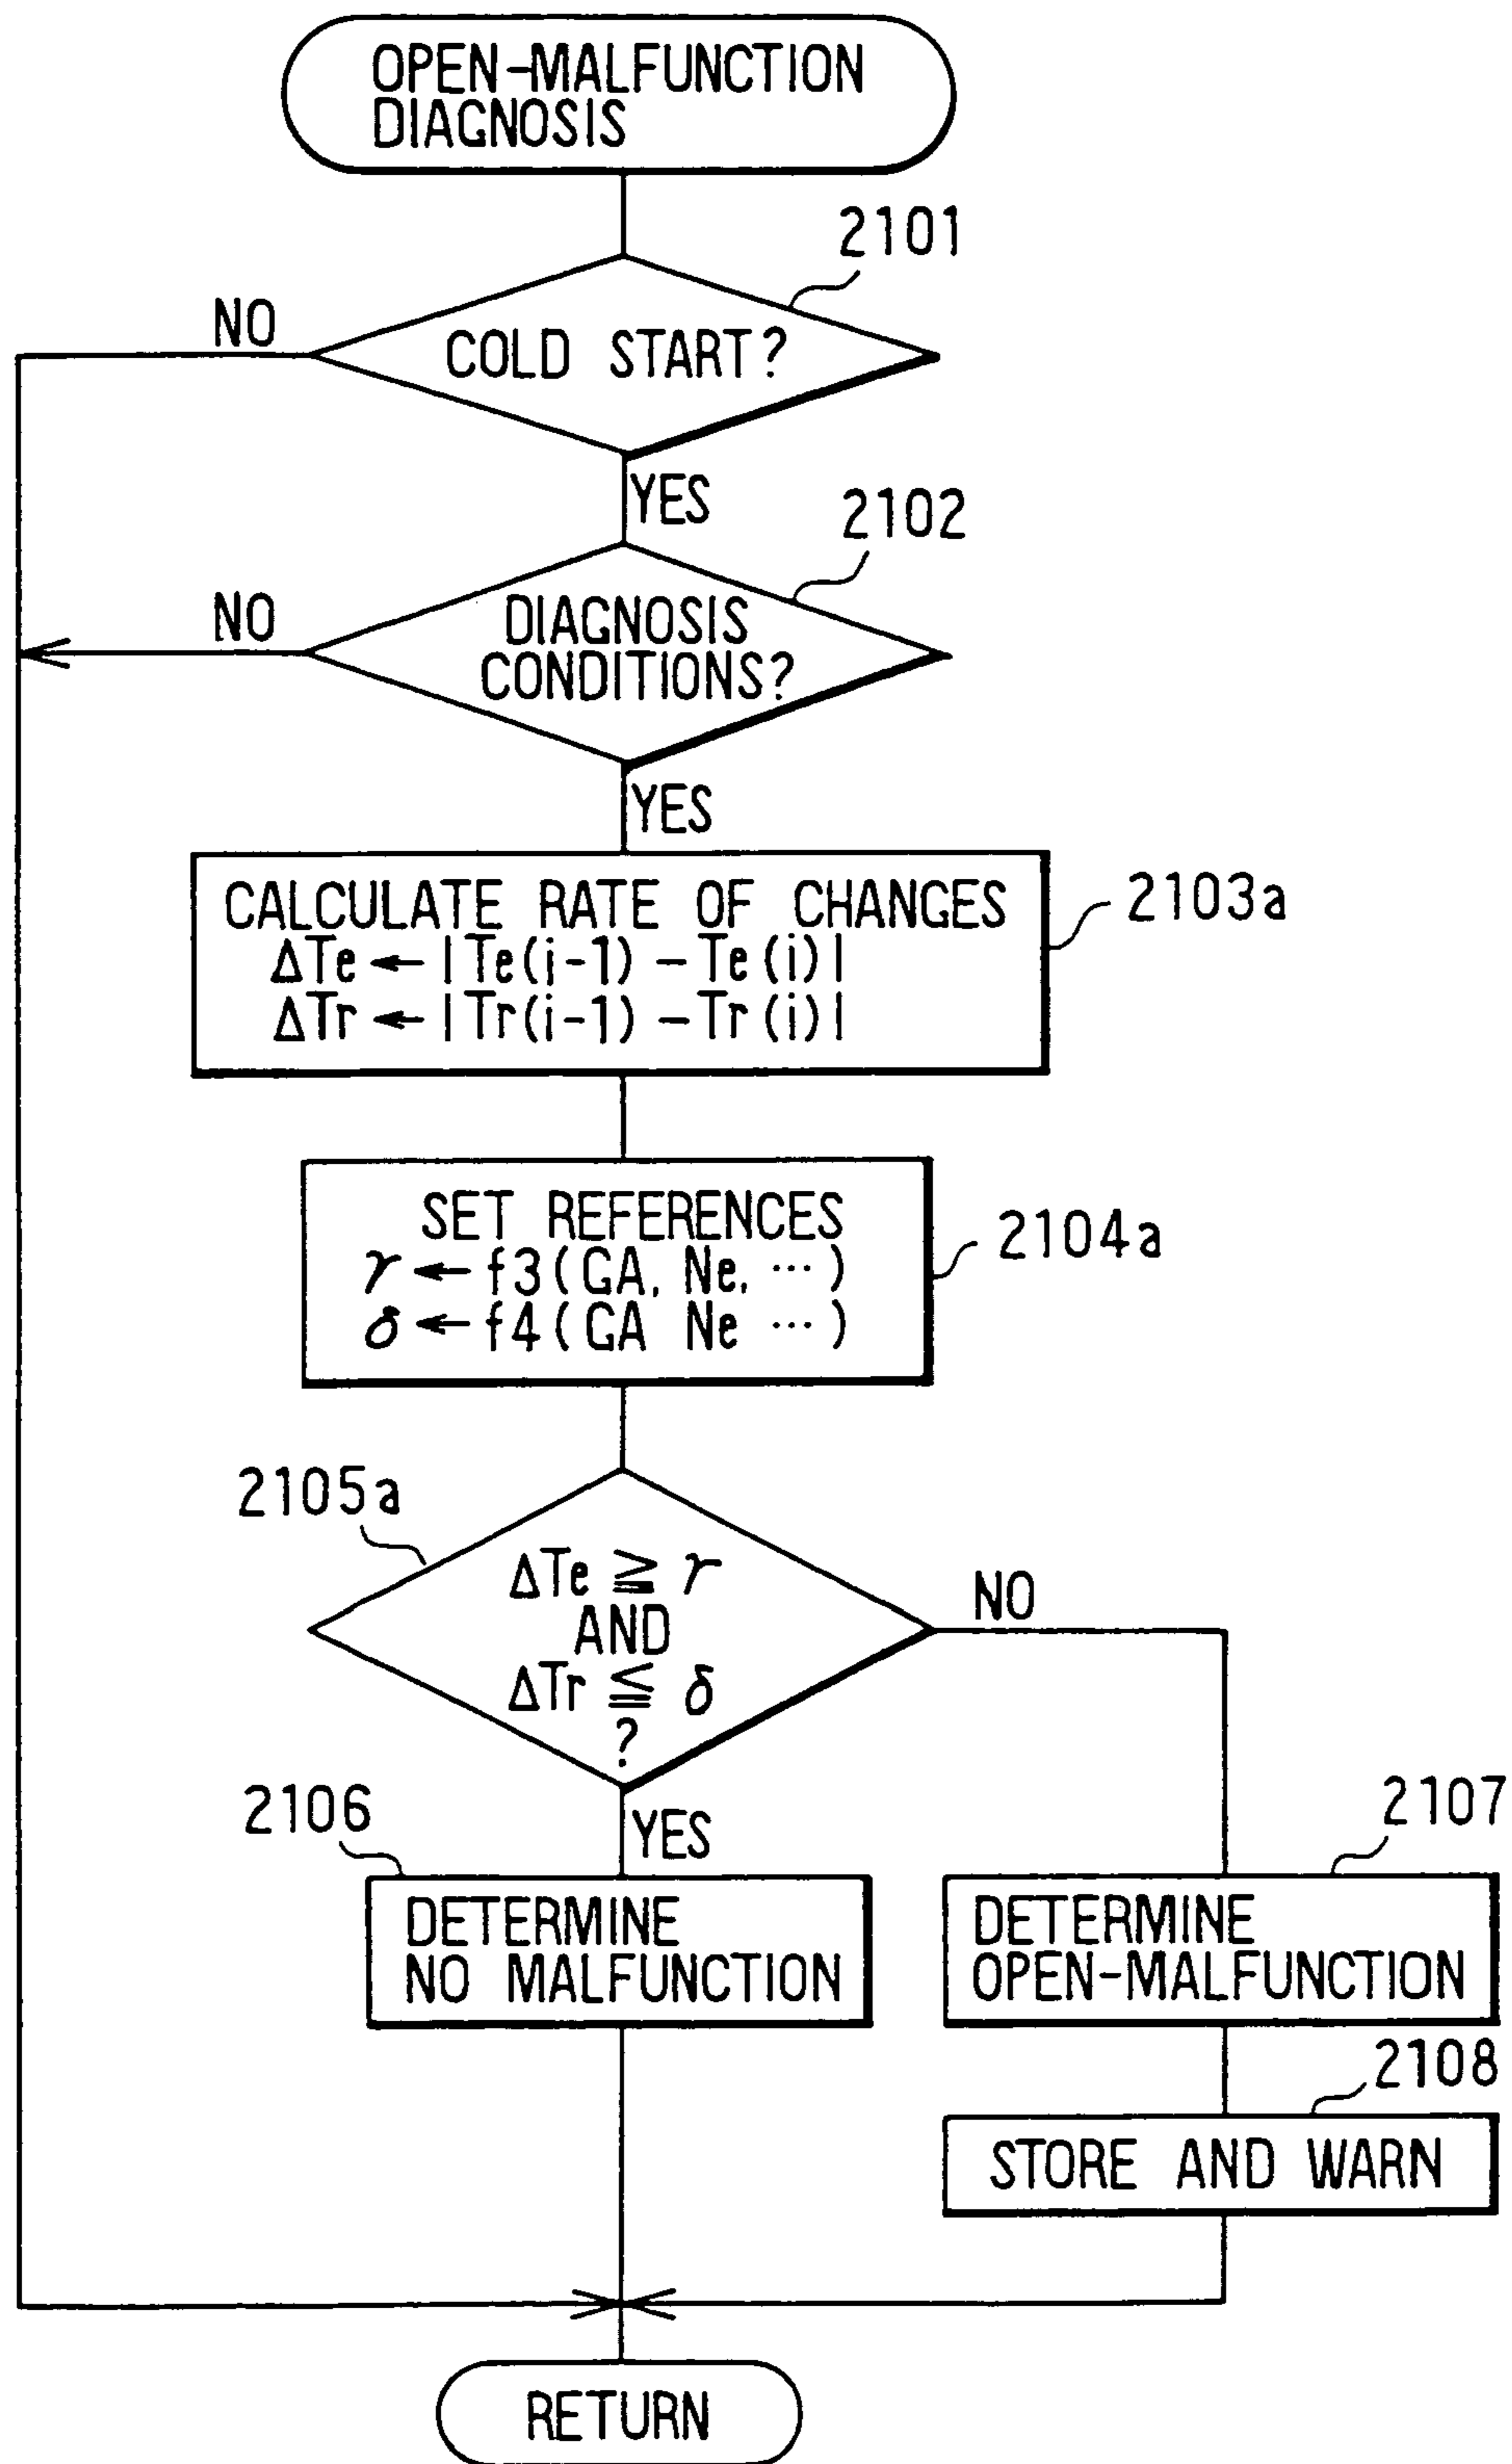 OPEN-MALFUNCTION
DIAGNOSIS
2101
NO
COLD START?
YES
2102
NO
DIAGNOSIS
CONDITIONS?
YES
CALCULATE RATE OF CHANGES
ΔTe ← |Te(i-1) - Te(i)|
ΔTr ← |Tr(i-1) - Tr(i)|
2103a
SET REFERENCES
γ ← f3(GA, Ne, ⋯)
δ ← f4(GA Ne ⋯)
2104a
2105a
ΔTe ≧ γ
AND
ΔTr ≦ δ
?
NO
YES
2106
2107
DETERMINE
NO MALFUNCTION
DETERMINE
OPEN-MALFUNCTION
2108
STORE AND WARN
RETURN